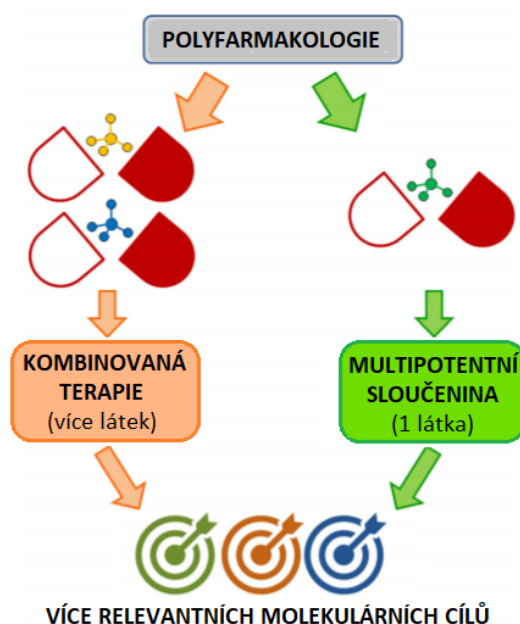 POLYFARMAKOLOGIE
KOMBINOVANÁ
TERAPIE
(více látek)
MULTIPOTENTNÍ
SLOUČENINA
(1 látka)
VÍCE RELEVANTNÍCH MOLEKULÁRNÍCH CÍLŮ